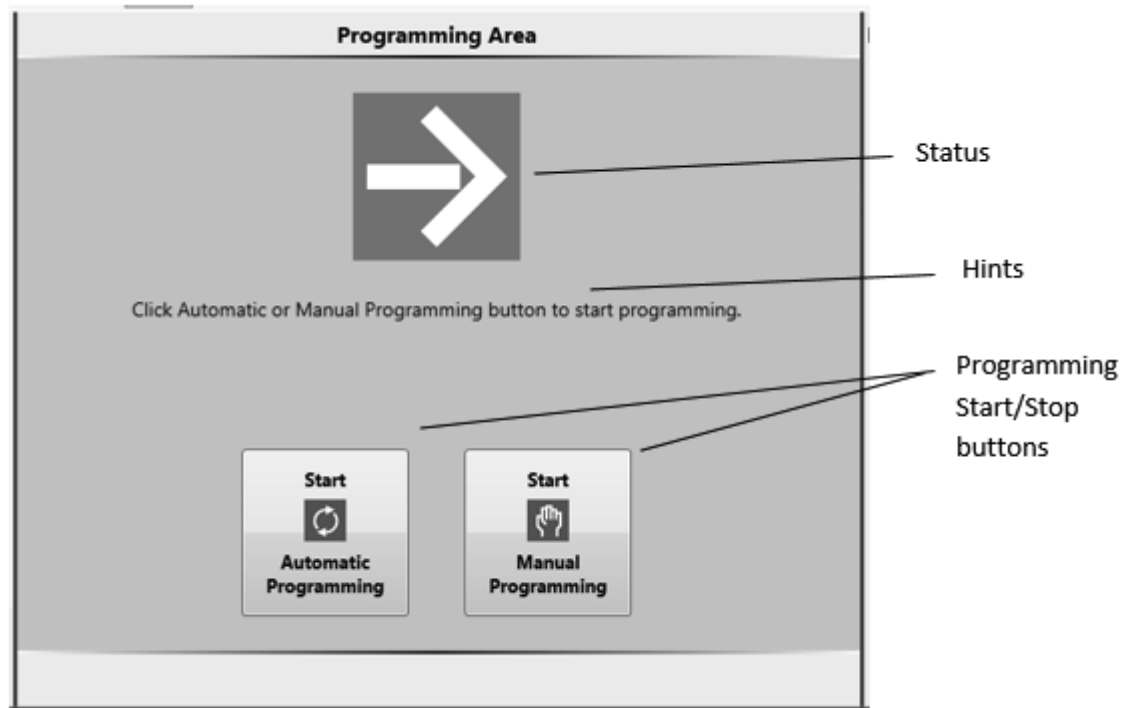 Programming Area
Status
Hints
Click Automatic or Manual Programming button to start programming.
Programming
Start/Stop
buttons
Start
Automatic
Programming
Start
Manual
Programming